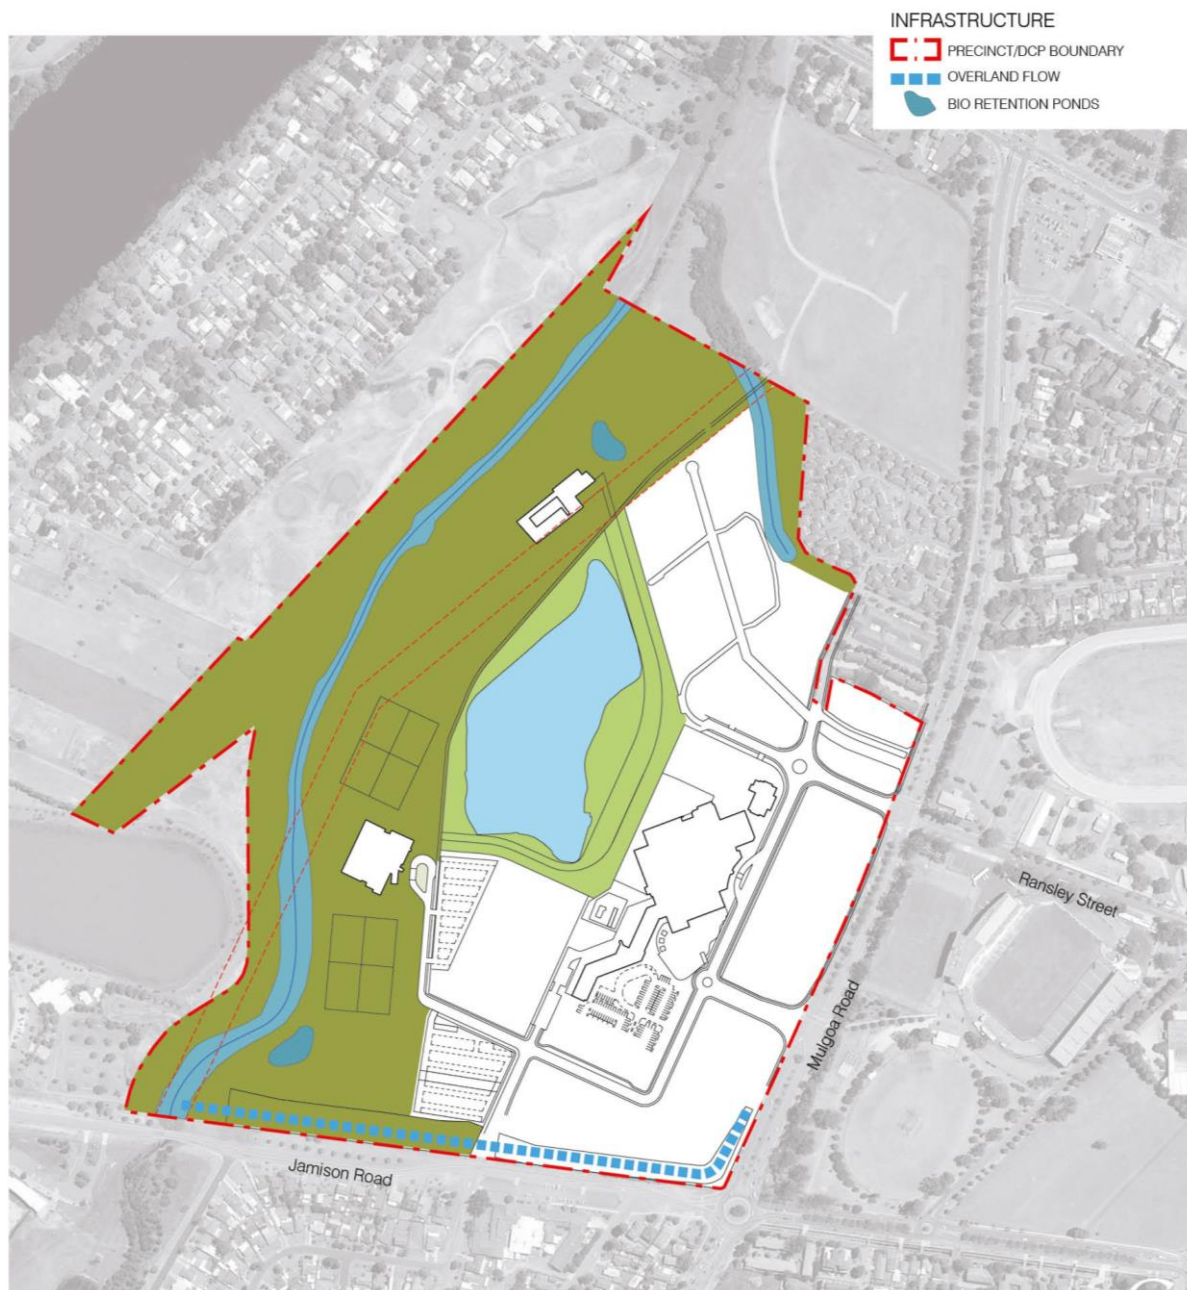 INFRASTRUCTURE
PRECINCT/DCP BOUNDARY
OVERLAND FLOW
BIO RETENTION PONDS
Ransley Street
Mulgoa Road
Jamison Road